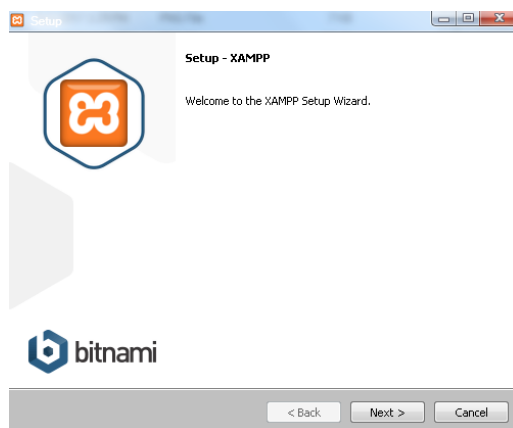 Setup
Setup - XAMPP
Welcome to the XAMPP Setup Wizard.
bitnami
< Back
Next >
Cancel